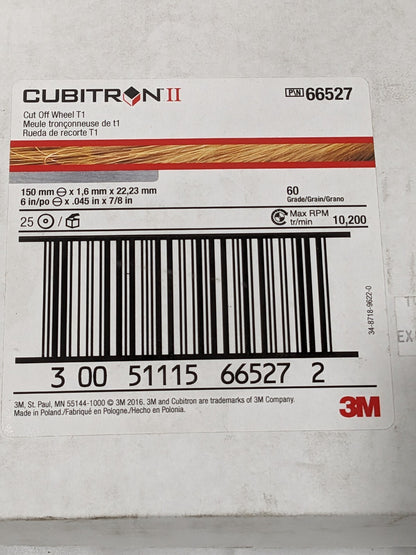 CUBITRON™ II
P\N 66527
Cut Off Wheel T1
Meule tronçonneuse de t1
Rueda de recorte T1
150 mm ⊖ x 1,6 mm x 22,23 mm
6 in/po ⊖ x .045 in x 7/8 in
60
Grade/Grain/Grano
25 /
Max RPM
tr/min
10,200
34-8718-9622-0
3 00 51115 66527 2
3M, St. Paul, MN 55144-1000 © 3M 2016. 3M and Cubitron are trademarks of 3M Company.
Made in Poland./Fabriqué en Pologne./Hecho en Polonia.
3M